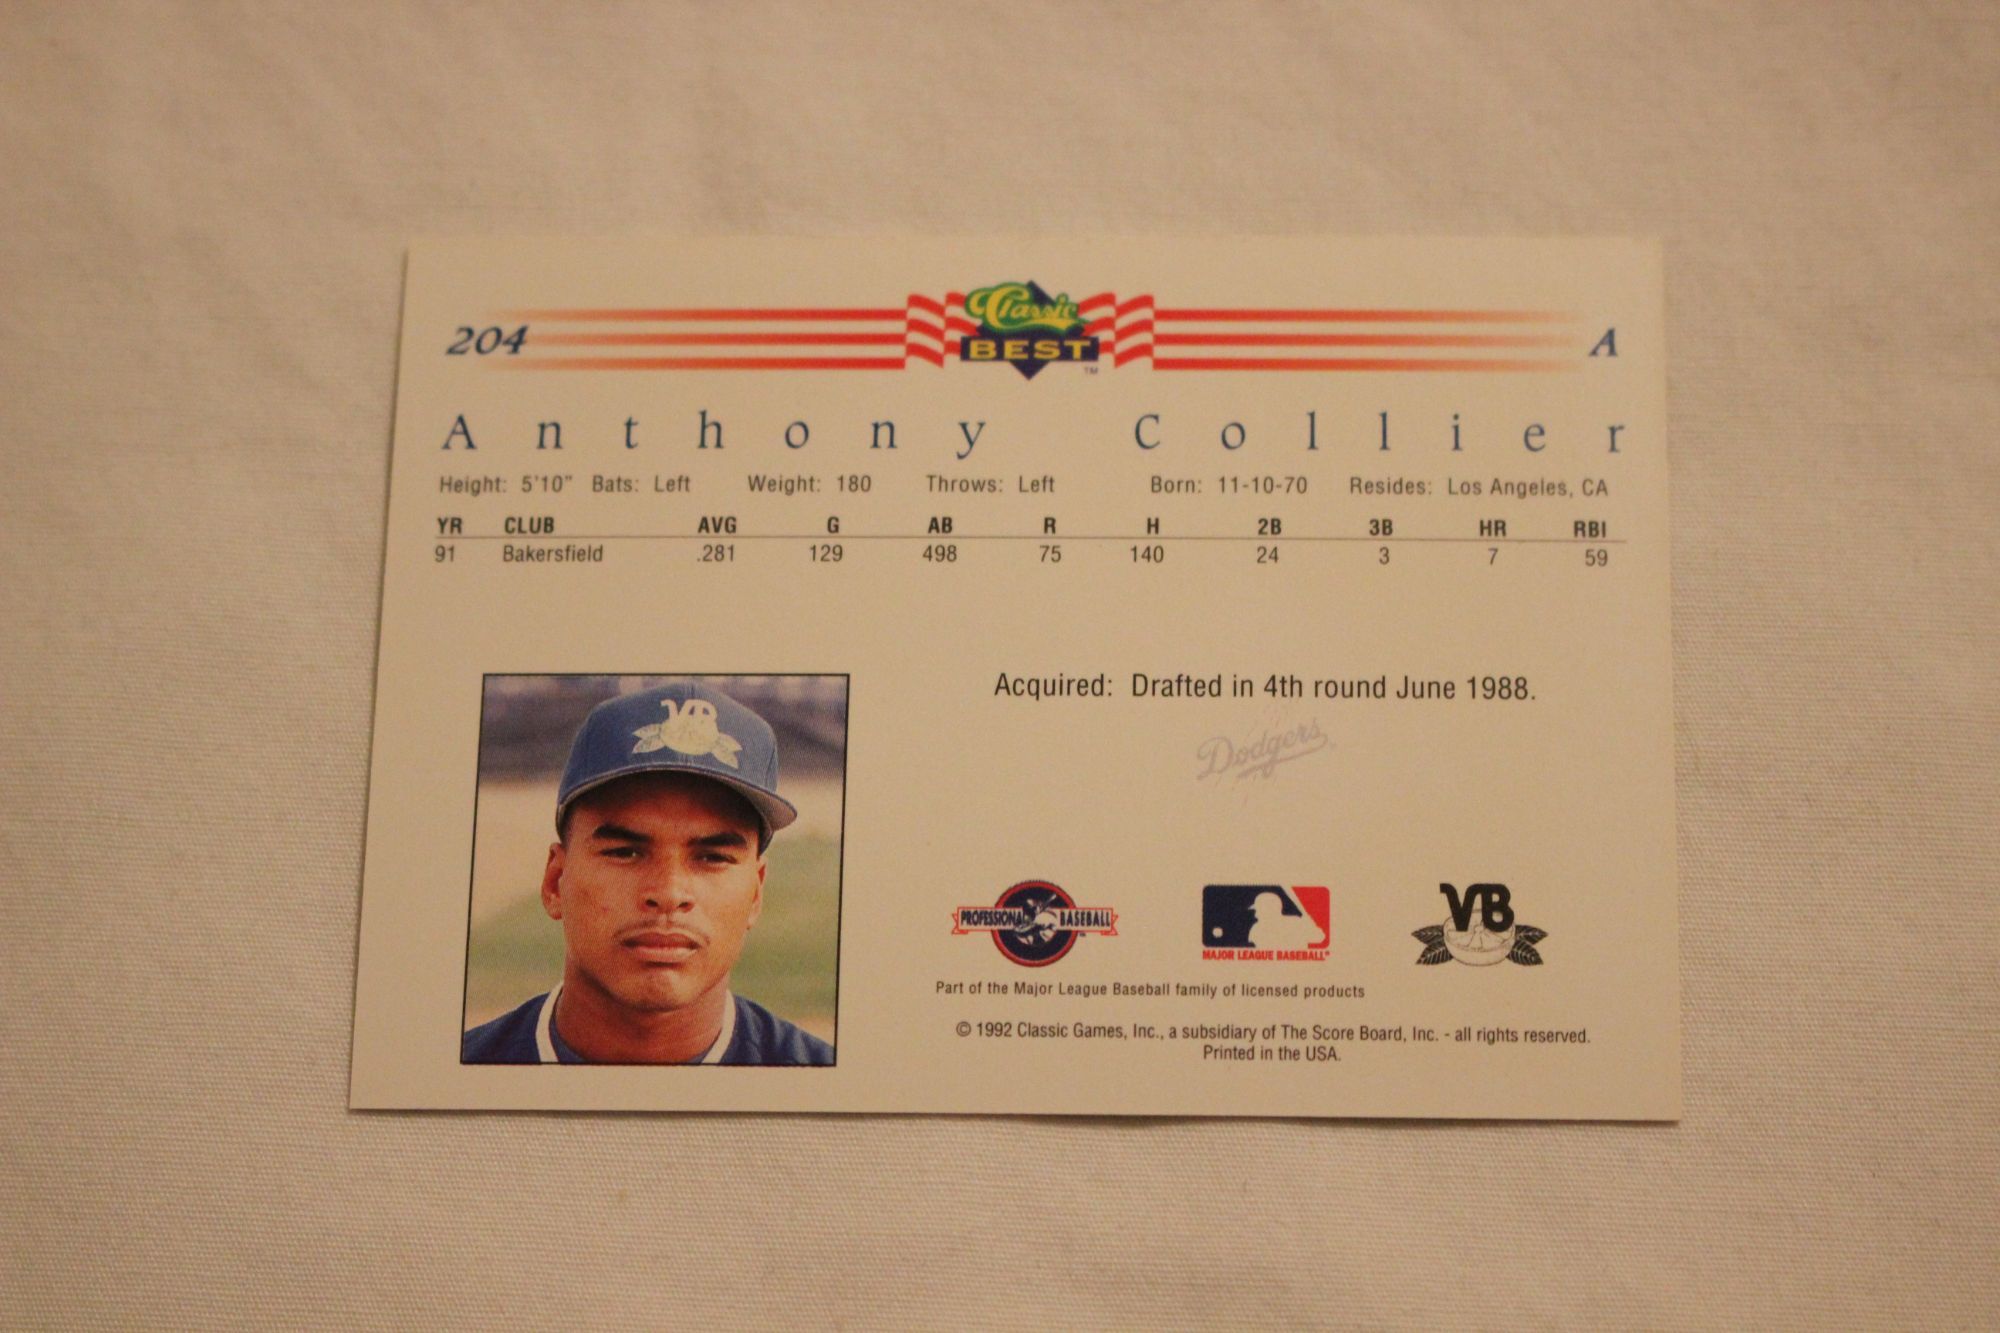 Classic
BEST
TM
204
A
Anthony Collier
Height: 5'10" Bats: Left Weight: 180 Throws: Left Born: 11-10-70 Resides: Los Angeles, CA
YR CLUB AVG G AB R H 2B 3B HR RBI
91 Bakersfield .281 129 498 75 140 24 3 7 59
VB
Acquired: Drafted in 4th round June 1988.
Dodgers
PROFESSIONAL BASEBALL
MAJOR LEAGUE BASEBALL®
VB
Part of the Major League Baseball family of licensed products
© 1992 Classic Games, Inc., a subsidiary of The Score Board, Inc. - all rights reserved.
Printed in the USA.